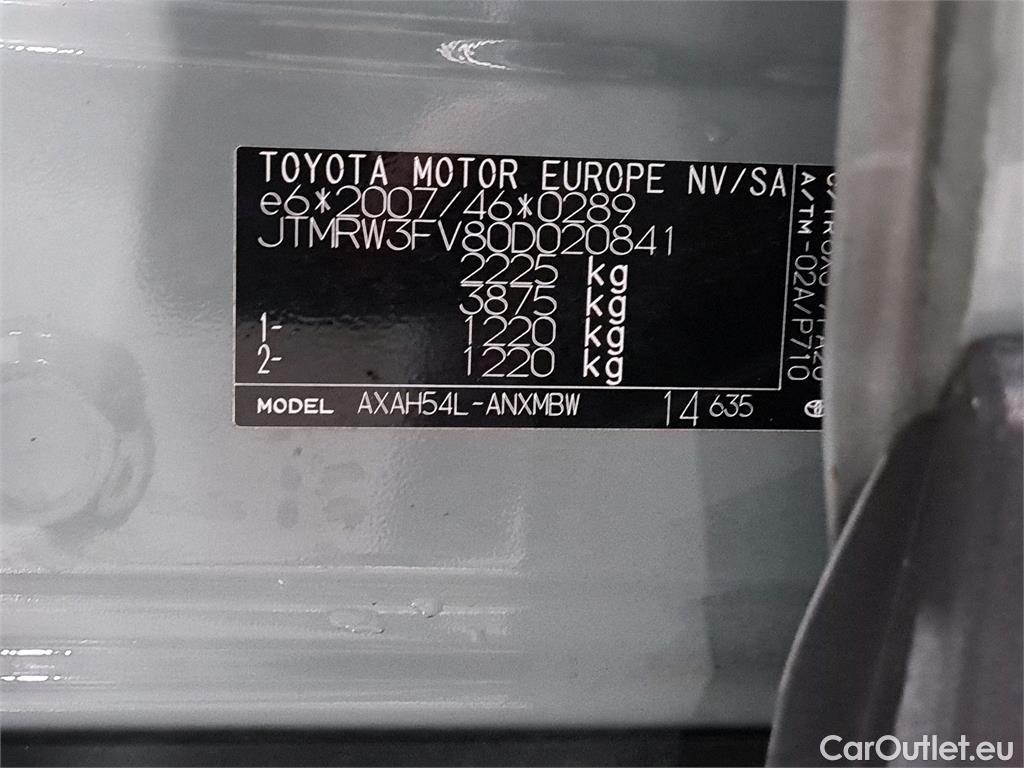 TOYOTA MOTOR EUROPE NV/SA
e6*2007/46*0289
JTMRW3FV80D020841
2225 kg
3875 kg
1- 1220 kg
2- 1220 kg
MODEL AXAH54L-ANXMBW 14 635
A/TM-02A/P710
CarOutlet.eu